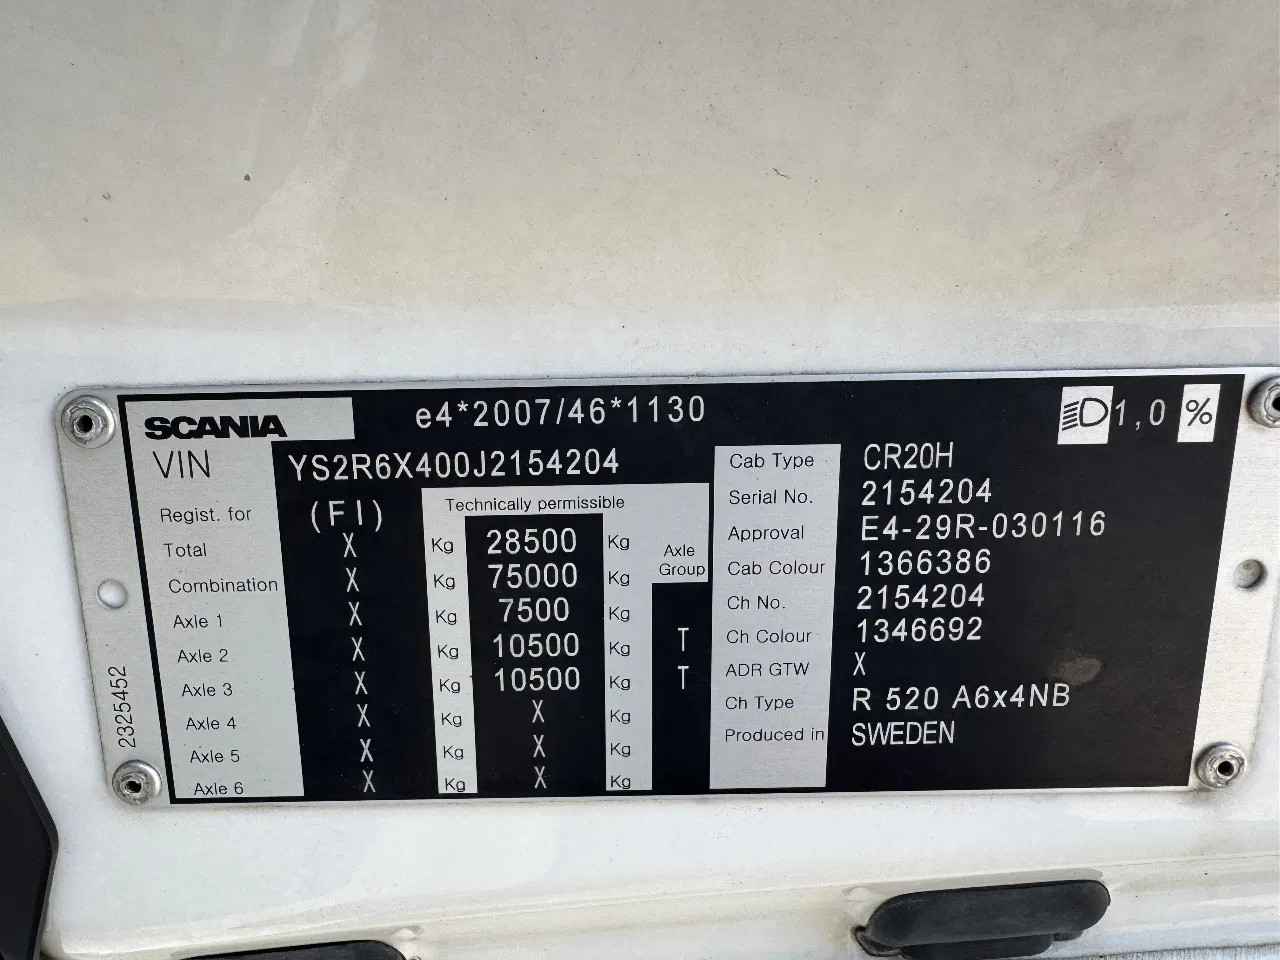 SCANIA e4*2007/46*1130 1,0 %
VIN YS2R6X400J2154204
Regist. for (FI) Technically permissible
Total X Kg 28500 Kg Axle Group
Combination X Kg 75000 Kg
Axle 1 X Kg 7500 Kg
Axle 2 X Kg 10500 Kg T
Axle 3 X Kg 10500 Kg T
Axle 4 X Kg X Kg
Axle 5 X Kg X Kg
Axle 6 X Kg X Kg
Cab Type CR20H
Serial No. 2154204
Approval E4-29R-030116
Cab Colour 1366386
Ch No. 2154204
Ch Colour 1346692
ADR GTW X
Ch Type R 520 A6x4NB
Produced in SWEDEN
2325452